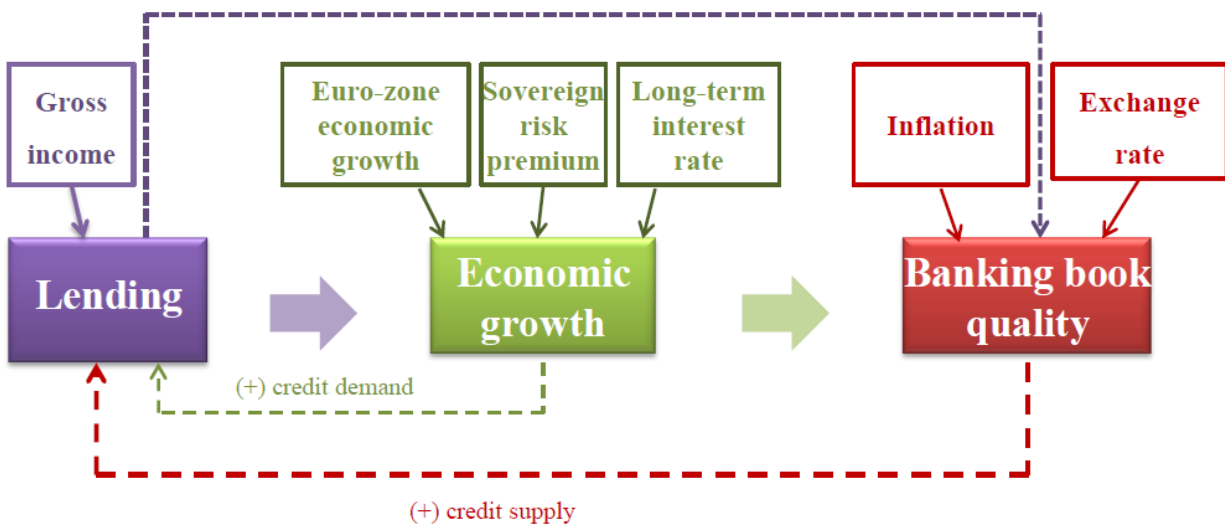 Gross
income
Euro-zone
economic
growth
Sovereign
risk
premium
Long-term
interest
rate
Inflation
Exchange
rate
Lending
Economic
growth
Banking book
quality
(+) credit demand
(+) credit supply